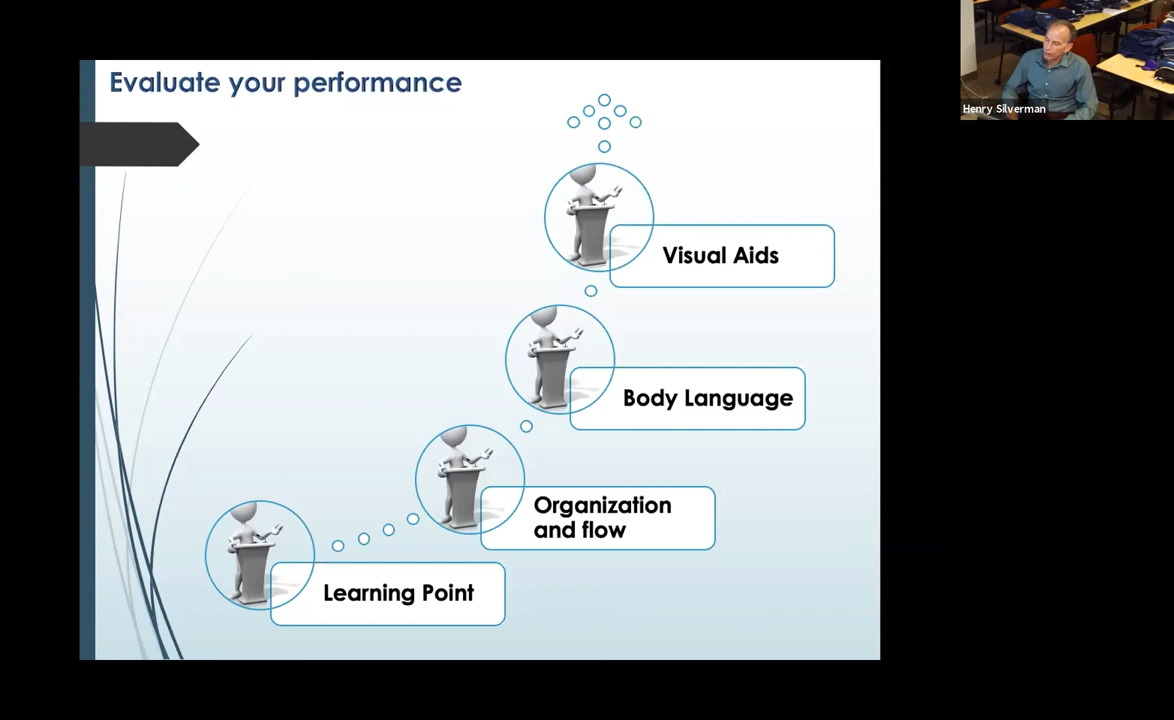 Evaluate your performance
Henry Silverman
Visual Aids
Body Language
Organization
and flow
Learning Point